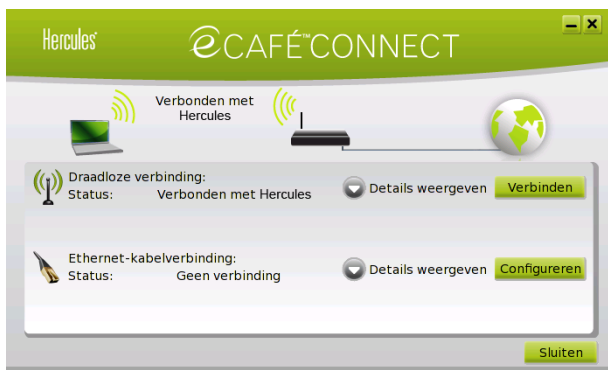 Hercules®
eCAFÉ™CONNECT
Verbonden met
Hercules
Draadloze verbinding:
Status: Verbonden met Hercules
Details weergeven
Verbinden
Ethernet-kabelverbinding:
Status: Geen verbinding
Details weergeven
Configureren
Sluiten